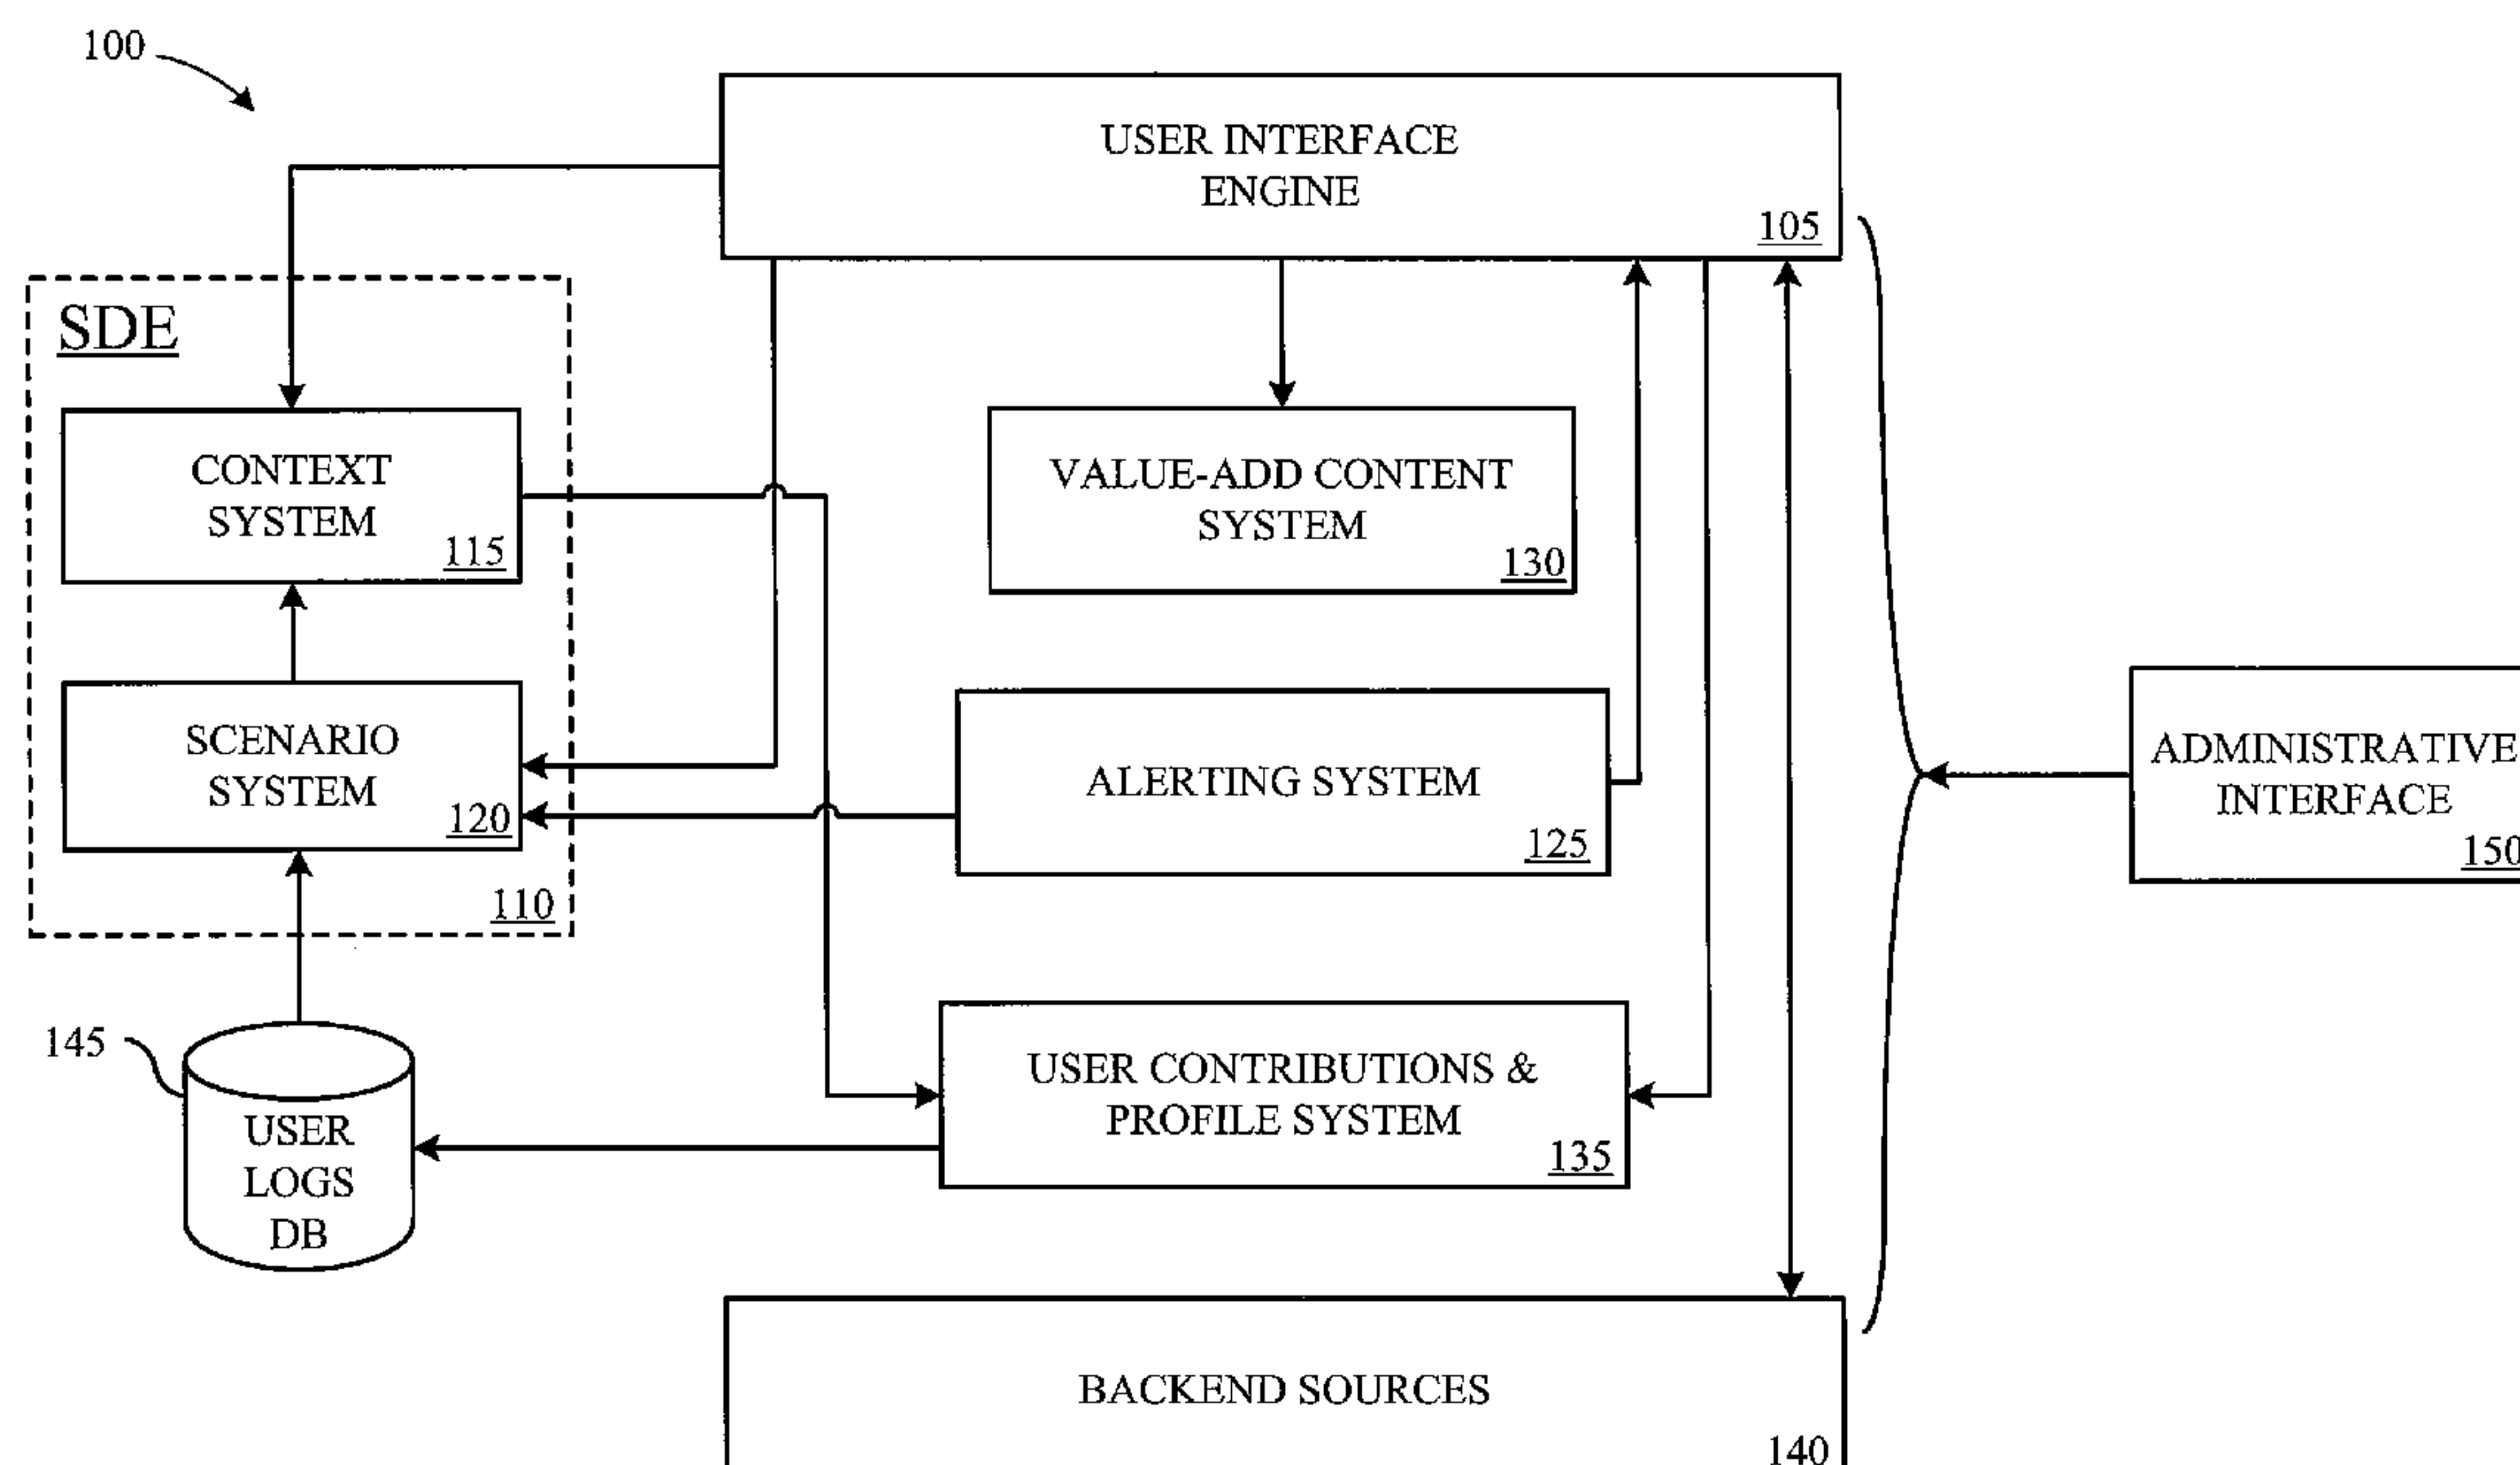 100
USER INTERFACE
ENGINE
105
SDE
CONTEXT
SYSTEM
115
VALUE-ADD CONTENT
SYSTEM
130
SCENARIO
SYSTEM
120
110
ALERTING SYSTEM
125
ADMINISTRATIVE
INTERFACE
150
145
USER
LOGS
DB
USER CONTRIBUTIONS &
PROFILE SYSTEM
135
BACKEND SOURCES
140